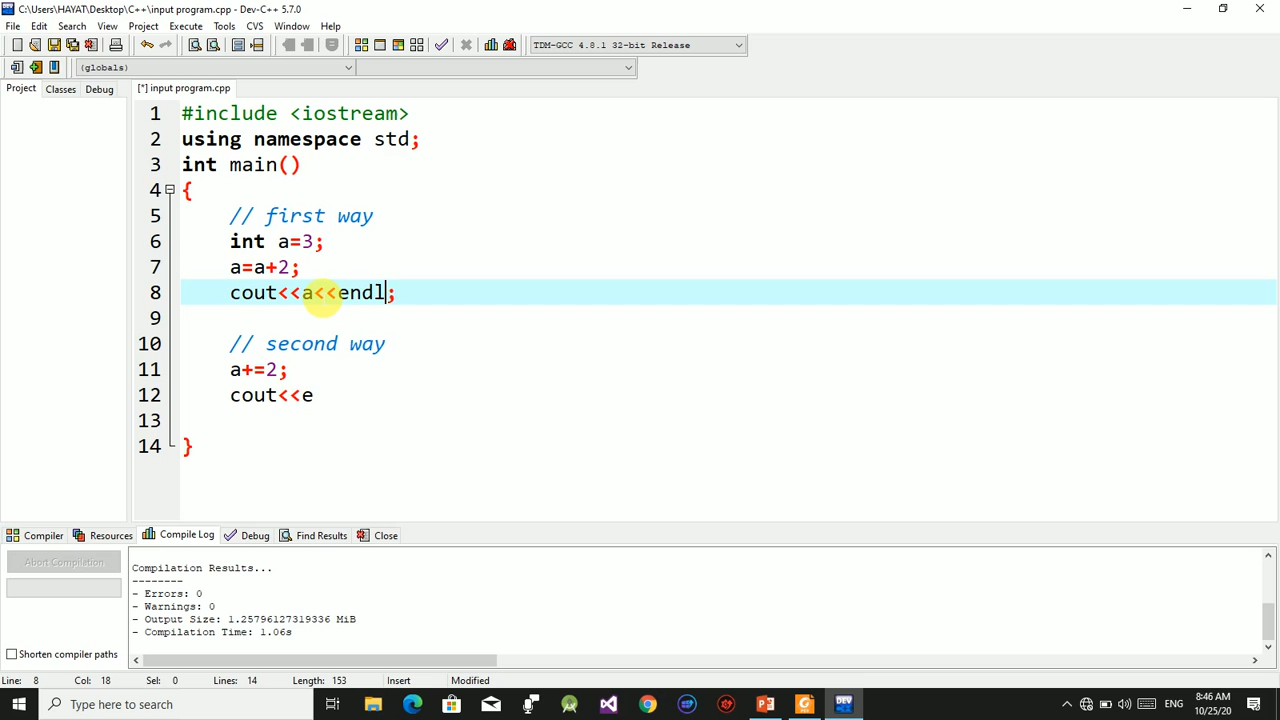 C:\Users\HAYAT\Desktop\C++\input program.cpp - Dev-C++ 5.7.0
File Edit Search View Project Execute Tools CVS Window Help
TDM-GCC 4.8.1 32-bit Release
(globals)
Project Classes Debug [*] input program.cpp
1 #include <iostream>
2 using namespace std;
3 int main()
4 {
5 // first way
6 int a=3;
7 a=a+2;
8 cout<<a<<endl;
9
10 // second way
11 a+=2;
12 cout<<e
13
14 }
Compiler Resources Compile Log Debug Find Results Close
Abort Compilation
Compilation Results...
--------
- Errors: 0
- Warnings: 0
- Output Size: 1.25796127319336 MiB
- Compilation Time: 1.06s
Shorten compiler paths
Line: 8 Col: 18 Sel: 0 Lines: 14 Length: 153 Insert Modified
Type here to search
DEV
ENG
8:46 AM
10/25/20